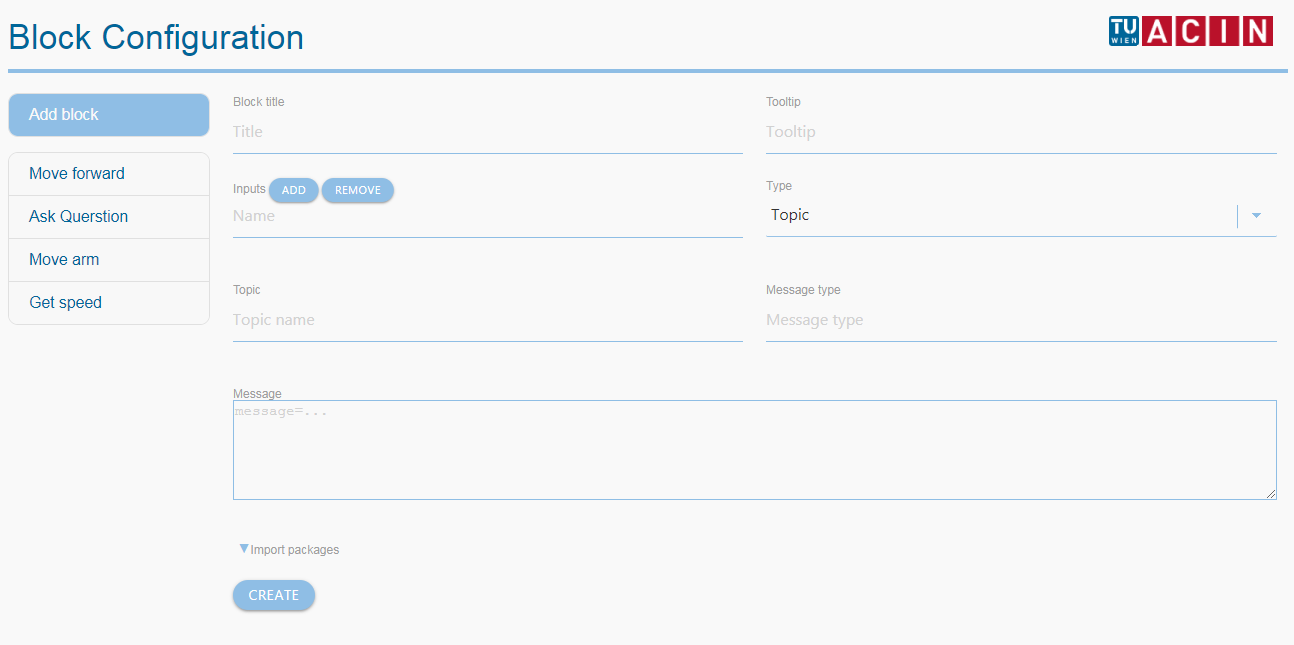 Block Configuration
TU WIEN ACIN
Add block
Move forward
Ask Querstion
Move arm
Get speed
Block title
Title
Tooltip
Tooltip
Inputs ADD REMOVE
Name
Type
Topic
Topic
Topic name
Message type
Message type
Message
message=...
Import packages
CREATE